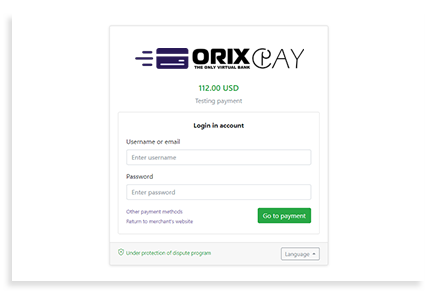 ORIX PAY
THE ONLY VIRTUAL BANK
112.00 USD
Testing payment
Login in account
Username or email
Enter username
Password
Enter password
Other payment methods
Go to payment
Return to merchant's website
Under protection of dispute program
Language